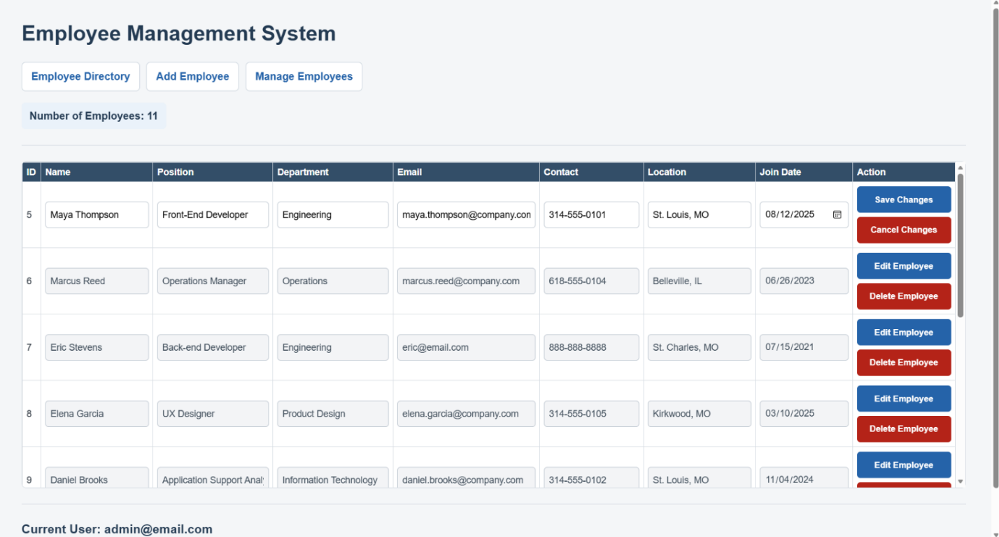 Employee Management System
Employee Directory Add Employee Manage Employees
Number of Employees: 11
ID Name Position Department Email Contact Location Join Date Action
5 Maya Thompson Front-End Developer Engineering maya.thompson@company.con 314-555-0101 St. Louis, MO 08/12/2025 Save Changes
Cancel Changes
6 Marcus Reed Operations Manager Operations marcus.reed@company.com 618-555-0104 Belleville, IL 06/26/2023 Edit Employee
Delete Employee
7 Eric Stevens Back-end Developer Engineering eric@email.com 888-888-8888 St. Charles, MO 07/15/2021 Edit Employee
Delete Employee
8 Elena Garcia UX Designer Product Design elena.garcia@company.com 314-555-0105 Kirkwood, MO 03/10/2025 Edit Employee
Delete Employee
9 Daniel Brooks Application Support Analy Information Technology daniel.brooks@company.com 314-555-0102 St. Louis, MO 11/04/2024 Edit Employee
Current User: admin@email.com